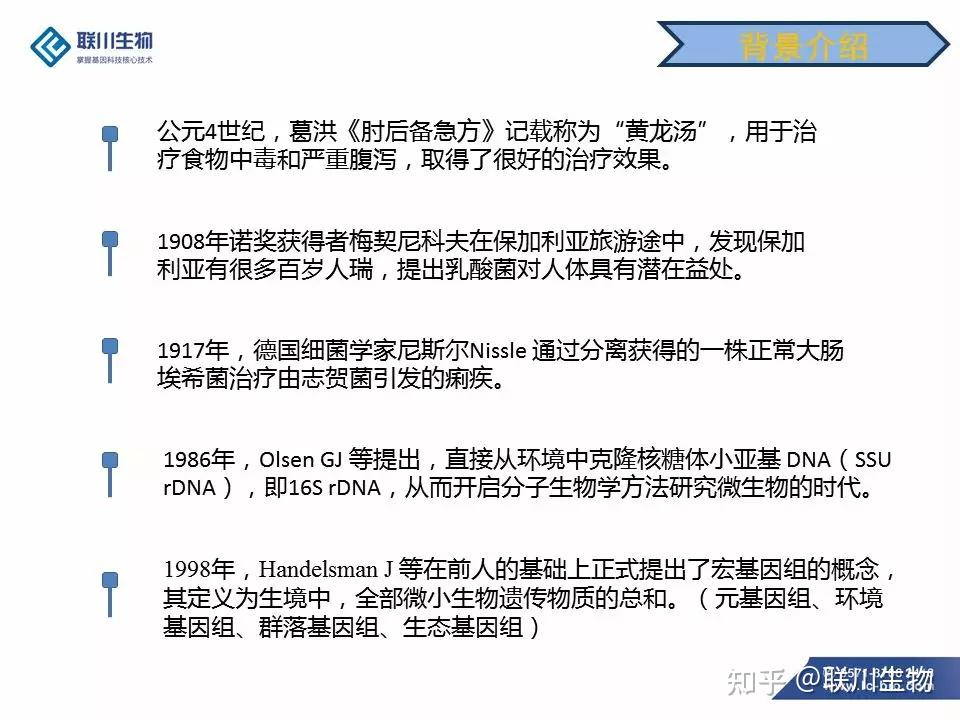 联川生物
掌握基因科技核心技术
背景介绍
公元4世纪，葛洪《肘后备急方》记载称为“黄龙汤”，用于治
疗食物中毒和严重腹泻，取得了很好的治疗效果。
1908年诺奖获得者梅契尼科夫在保加利亚旅游途中，发现保加
利亚有很多百岁人瑞，提出乳酸菌对人体具有潜在益处。
1917年，德国细菌学家尼斯尔Nissle 通过分离获得的一株正常大肠
埃希菌治疗由志贺菌引发的痢疾。
1986年，Olsen GJ 等提出，直接从环境中克隆核糖体小亚基 DNA（SSU
rDNA），即16S rDNA，从而开启分子生物学方法研究微生物的时代。
1998年，Handelsman J 等在前人的基础上正式提出了宏基因组的概念，
其定义为生境中，全部微小生物遗传物质的总和。（元基因组、环境
基因组、群落基因组、生态基因组）
知乎 @联川生物